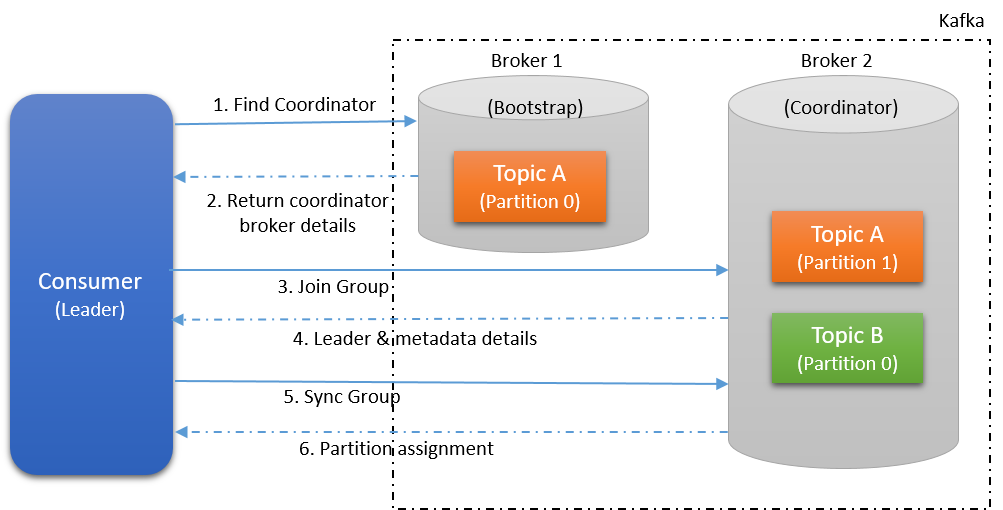 Kafka
Broker 1
Broker 2
1. Find Coordinator
(Bootstrap)
(Coordinator)
Topic A
(Partition 0)
2. Return coordinator
broker details
Topic A
(Partition 1)
Consumer
(Leader)
3. Join Group
4. Leader & metadata details
Topic B
(Partition 0)
5. Sync Group
6. Partition assignment